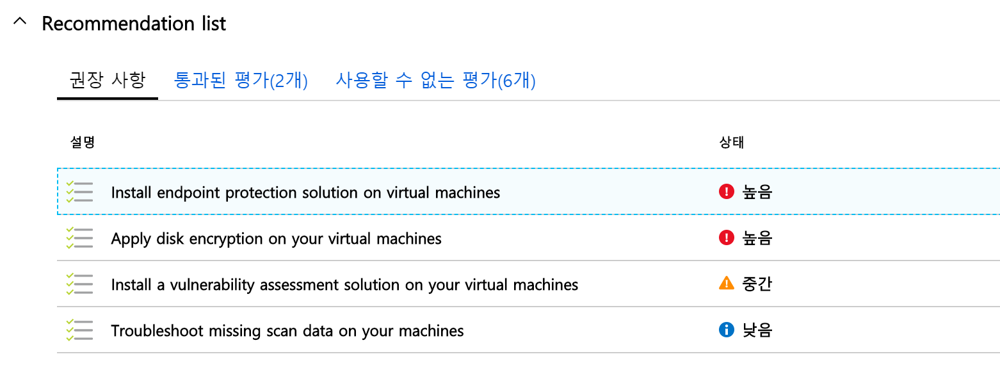 Recommendation list
권장 사항 통과된 평가(2개) 사용할 수 없는 평가(6개)
설명 상태
Install endpoint protection solution on virtual machines 높음
Apply disk encryption on your virtual machines 높음
Install a vulnerability assessment solution on your virtual machines 중간
Troubleshoot missing scan data on your machines 낮음